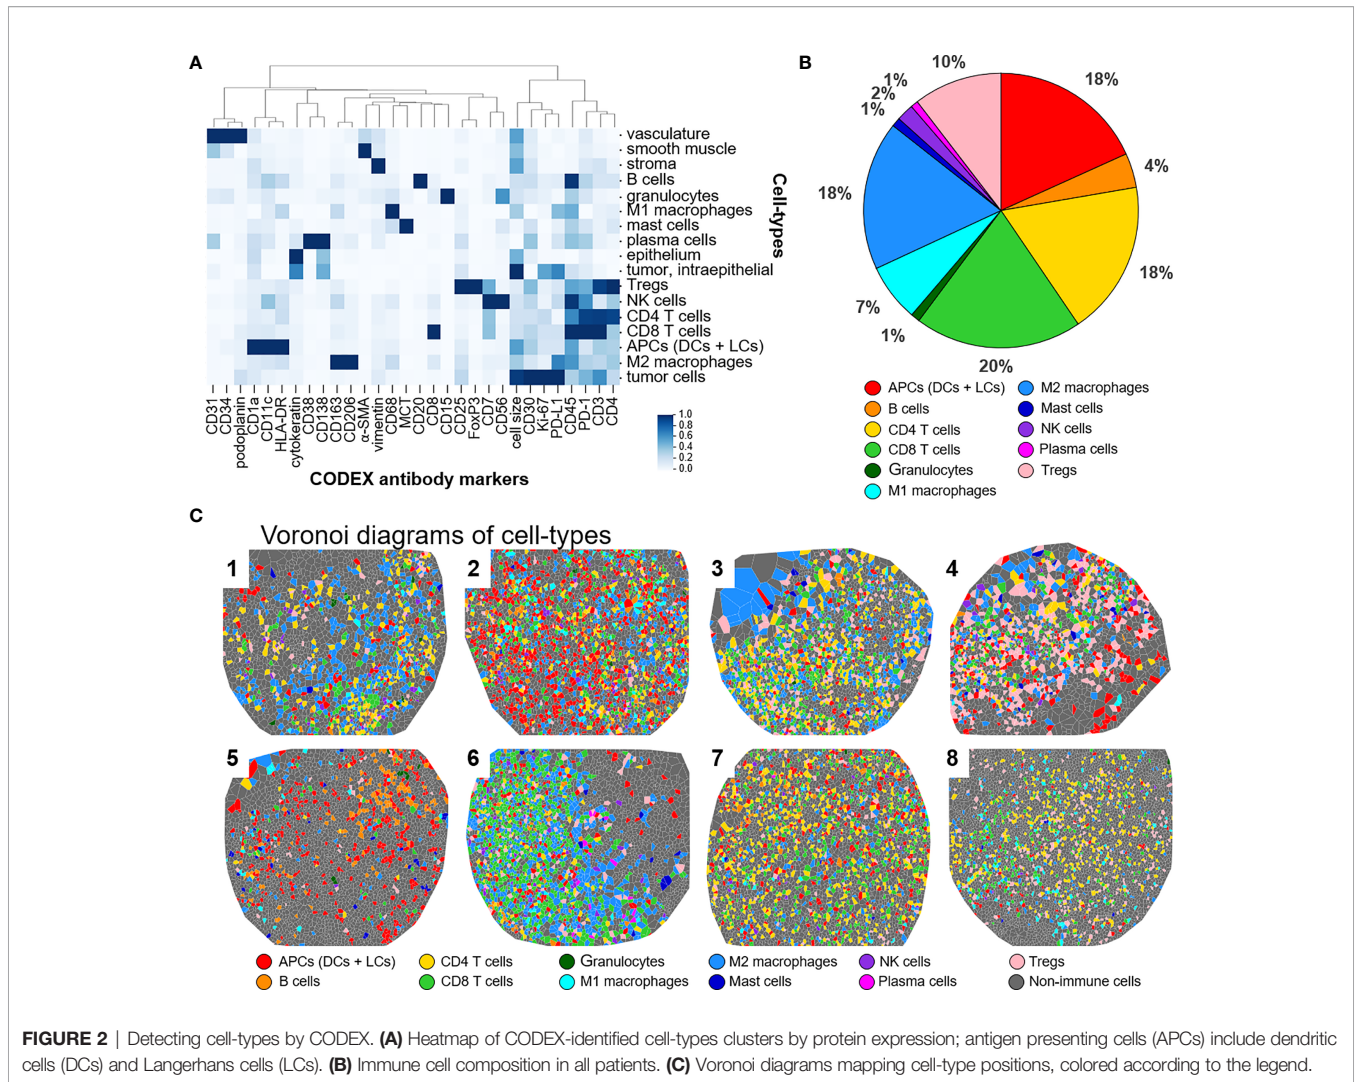 A
vasculature
smooth muscle
stroma
B cells
granulocytes
M1 macrophages
mast cells
plasma cells
epithelium
tumor, intraepithelial
Tregs
NK cells
CD4 T cells
CD8 T cells
APCs (DCs + LCs)
M2 macrophages
tumor cells
Cell-types
CD31
CD34
podoplanin
CD1a
CD11c
HLA-DR
cytokeratin
CD38
CD138
CD163
CD206
α-SMA
vimentin
CD68
MCT
CD20
CD8
CD15
CD25
FoxP3
CD7
CD56
cell size
CD30
Ki-67
PD-L1
CD45
PD-1
CD3
CD4
1.0
0.8
0.6
0.4
0.2
0.0
CODEX antibody markers
B
18%
4%
18%
20%
1%
7%
18%
1%
2%
1%
10%
APCs (DCs + LCs)
B cells
CD4 T cells
CD8 T cells
Granulocytes
M1 macrophages
M2 macrophages
Mast cells
NK cells
Plasma cells
Tregs
C
Voronoi diagrams of cell-types
1
2
3
4
5
6
7
8
APCs (DCs + LCs)
B cells
CD4 T cells
CD8 T cells
Granulocytes
M1 macrophages
M2 macrophages
Mast cells
NK cells
Plasma cells
Tregs
Non-immune cells
FIGURE 2 | Detecting cell-types by CODEX. (A) Heatmap of CODEX-identified cell-types clusters by protein expression; antigen presenting cells (APCs) include dendritic
cells (DCs) and Langerhans cells (LCs). (B) Immune cell composition in all patients. (C) Voronoi diagrams mapping cell-type positions, colored according to the legend.